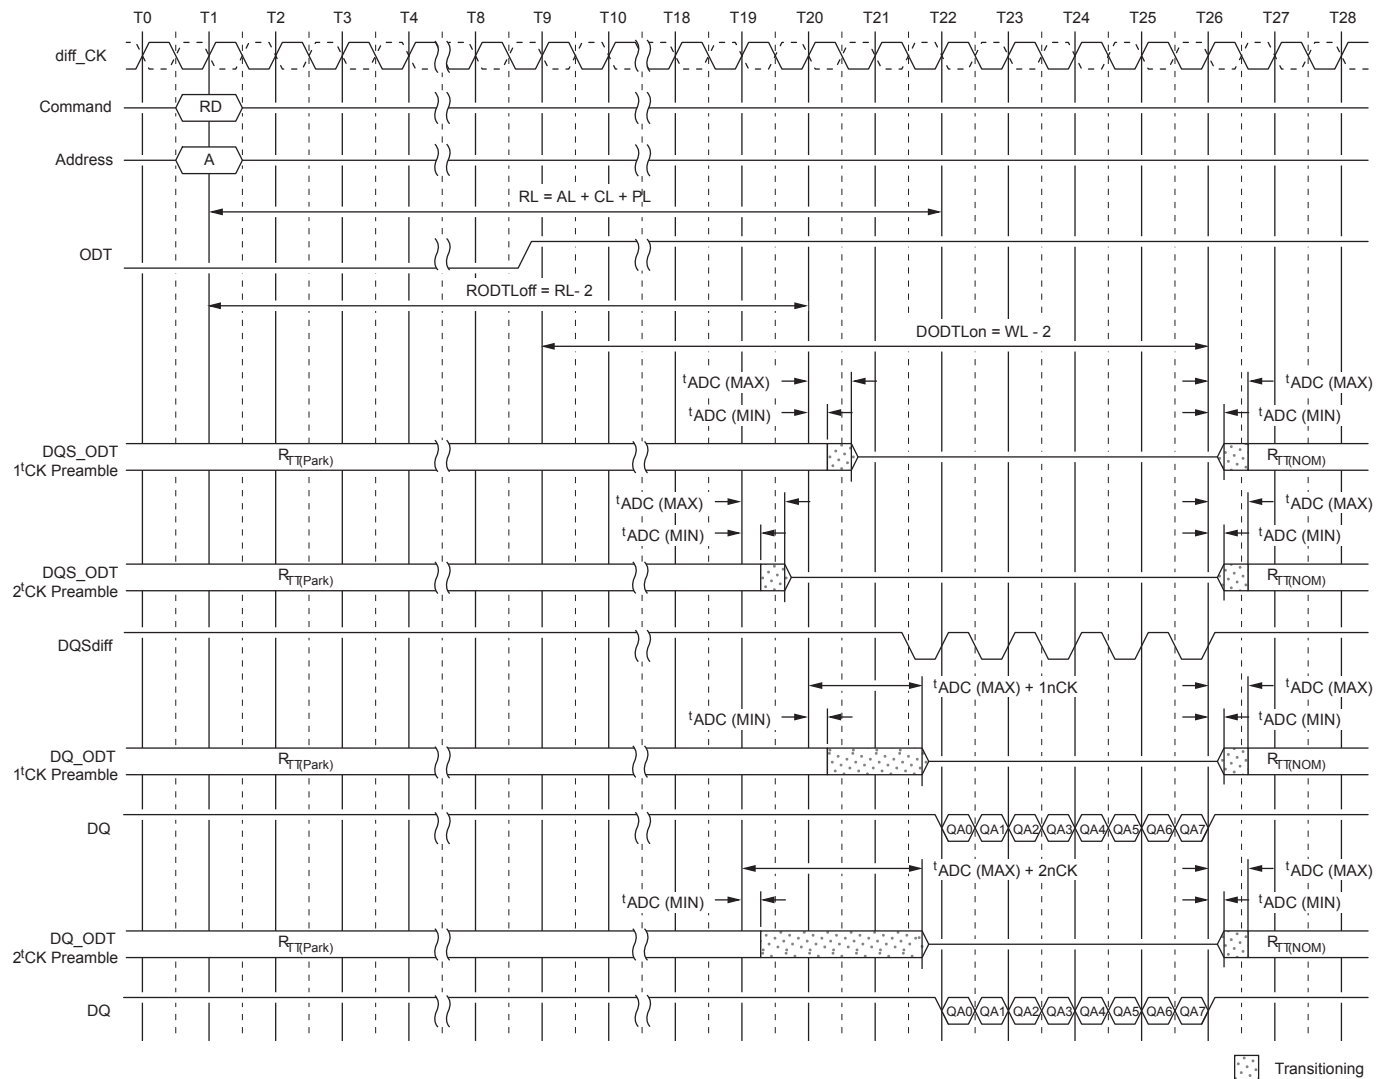 T0 T1 T2 T3 T4 T8 T9 T10 T18 T19 T20 T21 T22 T23 T24 T25 T26 T27 T28
diff_CK
Command RD
Address A
RL = AL + CL + PL
ODT
RODTLoff = RL- 2
DODTLon = WL - 2
tADC (MAX) tADC (MAX)
tADC (MIN) tADC (MIN)
DQS_ODT
1tCK Preamble
RTT(Park) RTT(NOM)
tADC (MAX) tADC (MAX)
tADC (MIN) tADC (MIN)
DQS_ODT
2tCK Preamble
RTT(Park) RTT(NOM)
DQSdiff
tADC (MAX) + 1nCK tADC (MAX)
tADC (MIN) tADC (MIN)
DQ_ODT
1tCK Preamble
RTT(Park) RTT(NOM)
DQ QA0 QA1 QA2 QA3 QA4 QA5 QA6 QA7
tADC (MAX) + 2nCK tADC (MAX)
tADC (MIN) tADC (MIN)
DQ_ODT
2tCK Preamble
RTT(Park) RTT(NOM)
DQ QA0 QA1 QA2 QA3 QA4 QA5 QA6 QA7
Transitioning